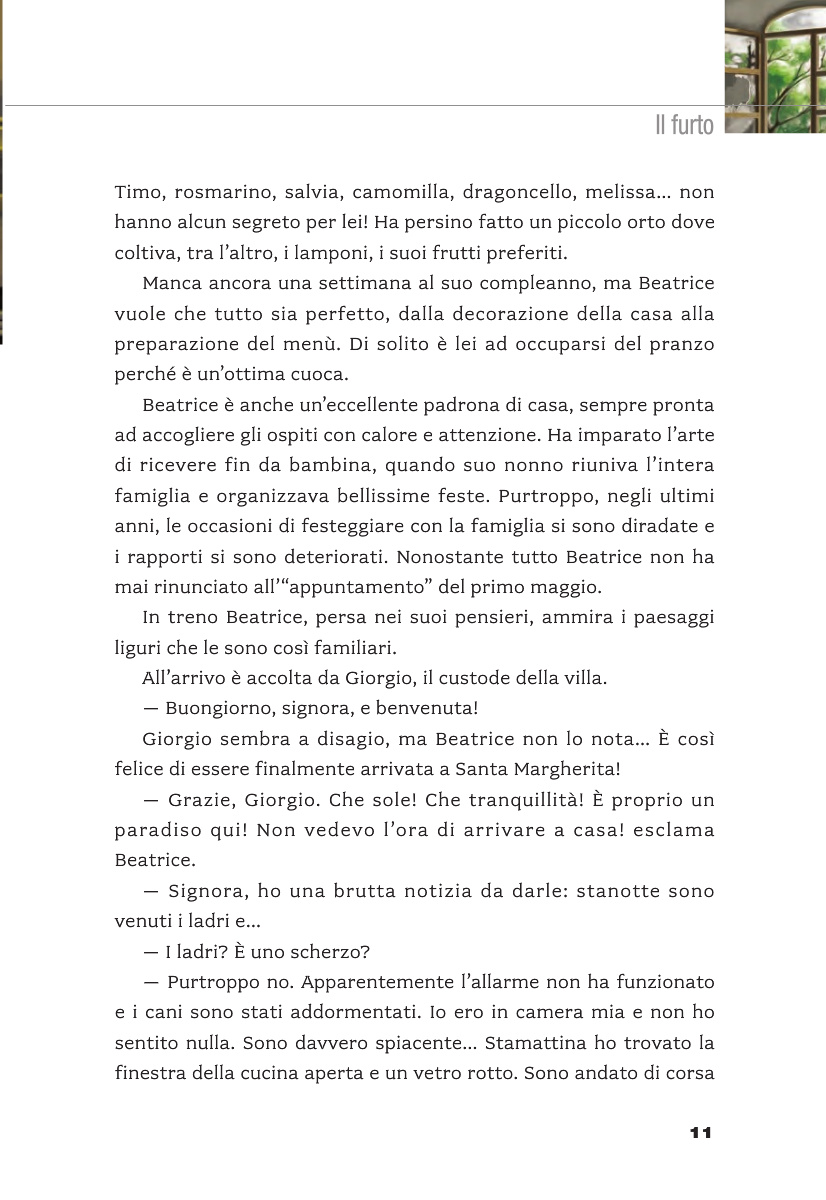 Il furto
Timo, rosmarino, salvia, camomilla, dragoncello, melissa... non
hanno alcun segreto per lei! Ha persino fatto un piccolo orto dove
coltiva, tra l’altro, i lamponi, i suoi frutti preferiti.
Manca ancora una settimana al suo compleanno, ma Beatrice
vuole che tutto sia perfetto, dalla decorazione della casa alla
preparazione del menù. Di solito è lei ad occuparsi del pranzo
perché è un’ottima cuoca.
Beatrice è anche un’eccellente padrona di casa, sempre pronta
ad accogliere gli ospiti con calore e attenzione. Ha imparato l’arte
di ricevere fin da bambina, quando suo nonno riuniva l’intera
famiglia e organizzava bellissime feste. Purtroppo, negli ultimi
anni, le occasioni di festeggiare con la famiglia si sono diradate e
i rapporti si sono deteriorati. Nonostante tutto Beatrice non ha
mai rinunciato all’“appuntamento” del primo maggio.
In treno Beatrice, persa nei suoi pensieri, ammira i paesaggi
liguri che le sono così familiari.
All’arrivo è accolta da Giorgio, il custode della villa.
— Buongiorno, signora, e benvenuta!
Giorgio sembra a disagio, ma Beatrice non lo nota... È così
felice di essere finalmente arrivata a Santa Margherita!
— Grazie, Giorgio. Che sole! Che tranquillità! È proprio un
paradiso qui! Non vedevo l’ora di arrivare a casa! esclama
Beatrice.
— Signora, ho una brutta notizia da darle: stanotte sono
venuti i ladri e...
— I ladri? È uno scherzo?
— Purtroppo no. Apparentemente l’allarme non ha funzionato
e i cani sono stati addormentati. Io ero in camera mia e non ho
sentito nulla. Sono davvero spiacente... Stamattina ho trovato la
finestra della cucina aperta e un vetro rotto. Sono andato di corsa
11